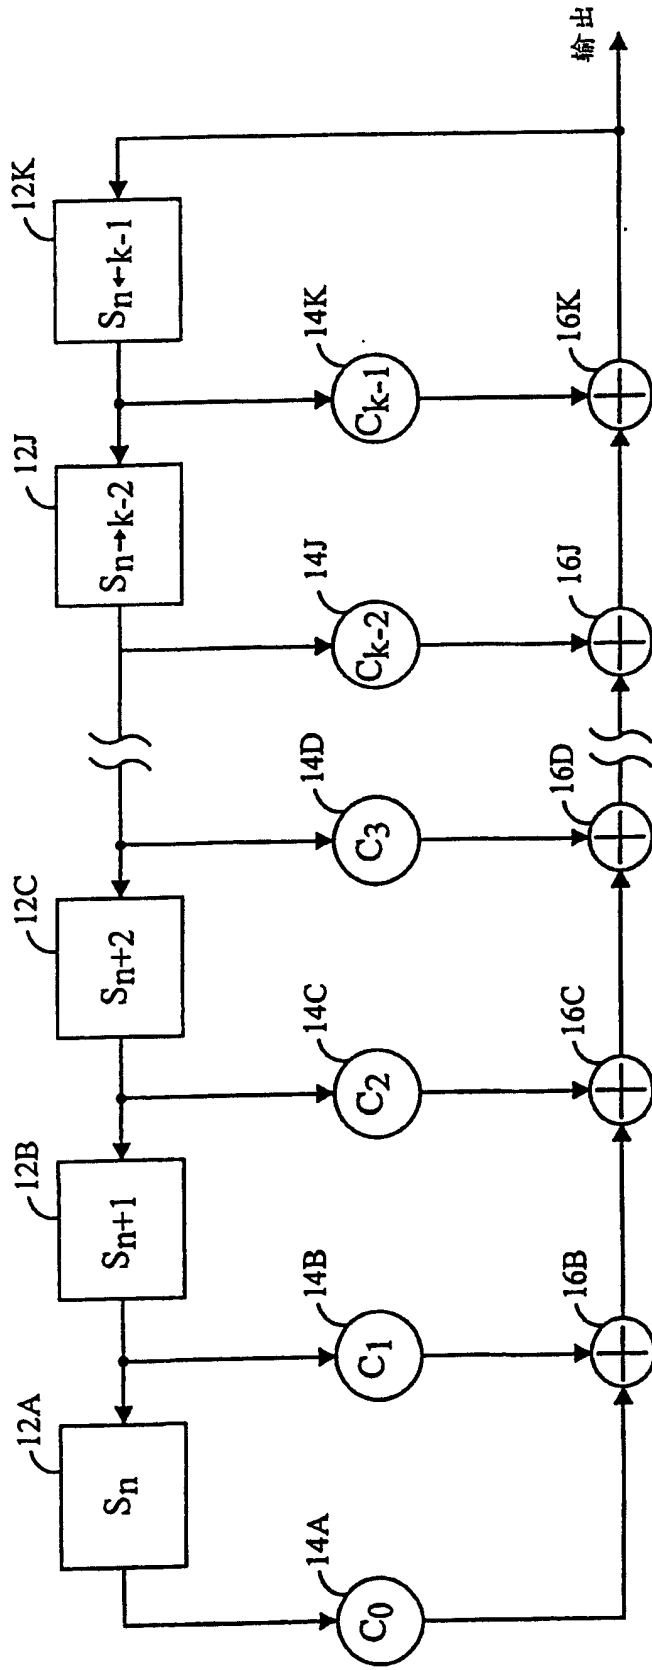 12A 12B 12C 12J 12K
Sn Sn+1 Sn+2 Sn→k-2 Sn←k-1
14A 14B 14C 14D 14J 14K
C0 C1 C2 C3 Ck-2 Ck-1
16B 16C 16D 16J 16K
输出